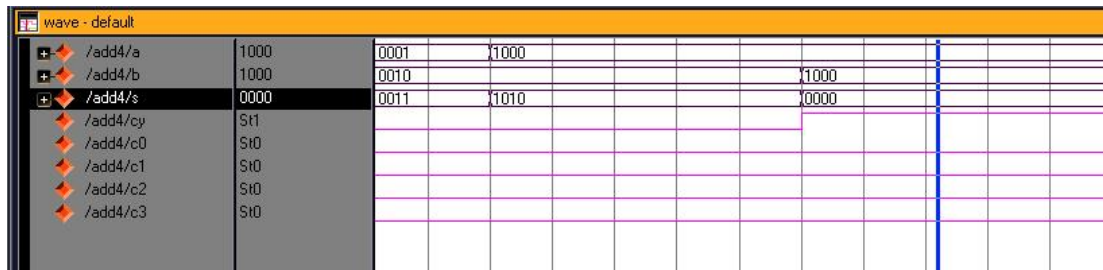 wave - default
/add4/a 1000 0001 1000
/add4/b 1000 0010 1000
/add4/s 0000 0011 1010 0000
/add4/cy St1
/add4/c0 St0
/add4/c1 St0
/add4/c2 St0
/add4/c3 St0